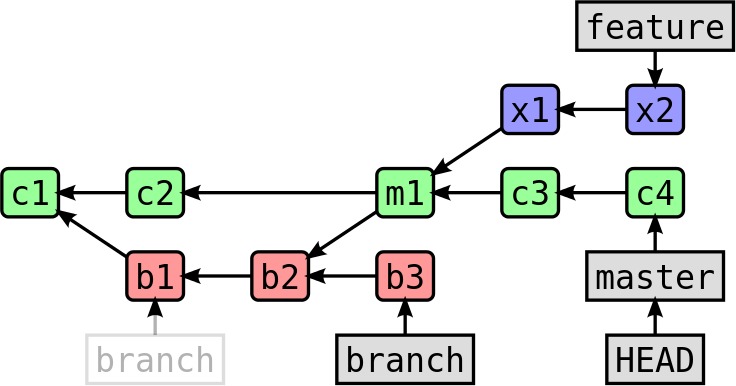 feature
x1 x2
c1 c2 m1 c3 c4
b1 b2 b3 master
branch branch HEAD